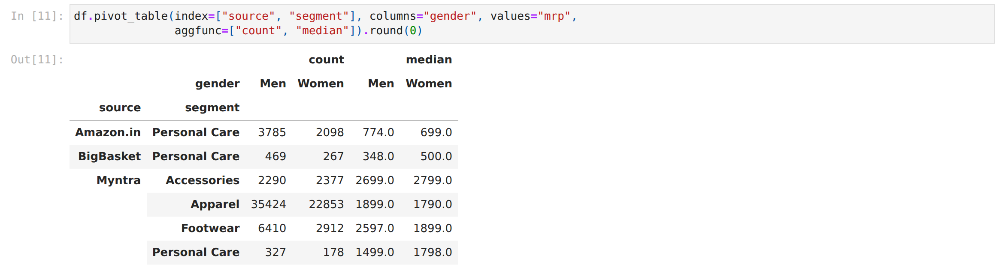 In [11]: df.pivot_table(index=["source", "segment"], columns="gender", values="mrp",
aggfunc=["count", "median"]).round(0)
Out[11]:
count median
gender Men Women Men Women
source segment
Amazon.in Personal Care 3785 2098 774.0 699.0
BigBasket Personal Care 469 267 348.0 500.0
Myntra Accessories 2290 2377 2699.0 2799.0
Apparel 35424 22853 1899.0 1790.0
Footwear 6410 2912 2597.0 1899.0
Personal Care 327 178 1499.0 1798.0